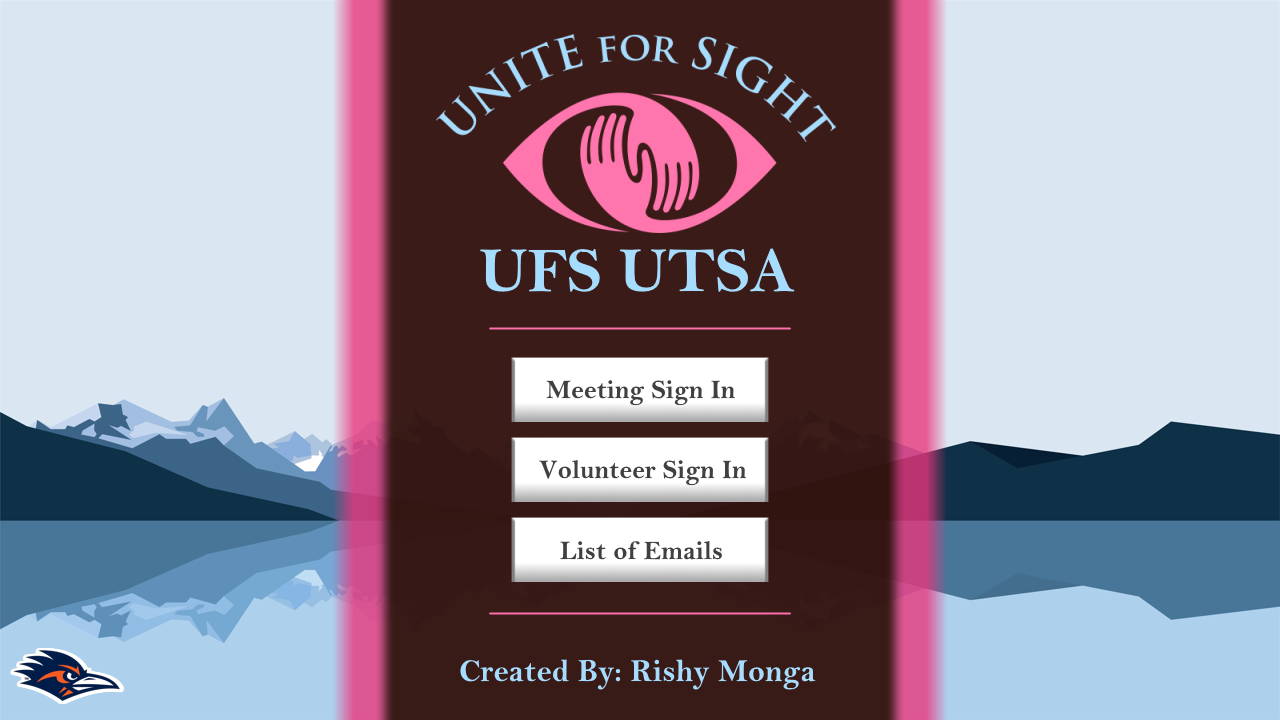 UNITE FOR SIGHT
UFS UTSA
Meeting Sign In
Volunteer Sign In
List of Emails
Created By: Rishy Monga